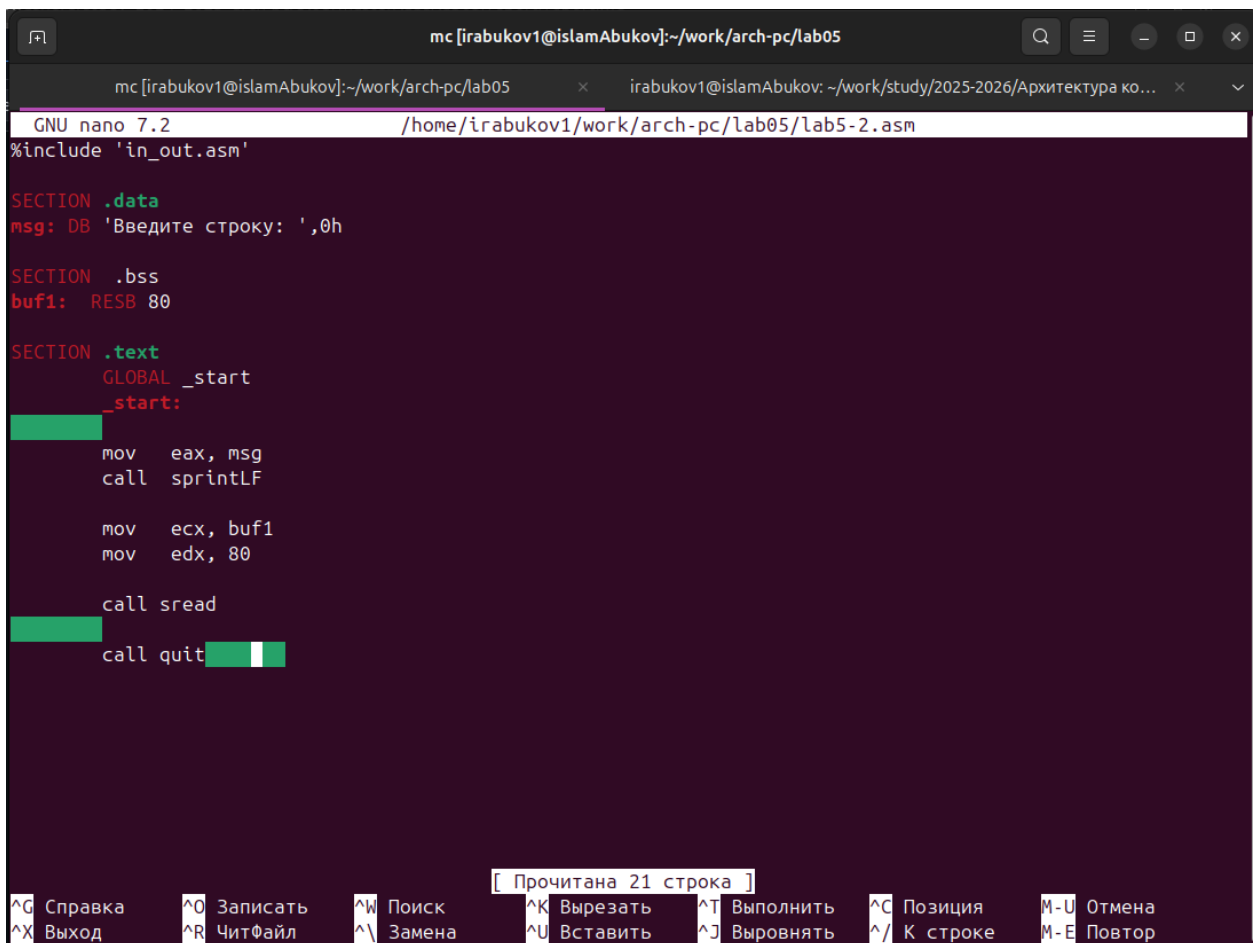 mc [irabukov1@islamAbukov]:~/work/arch-pc/lab05
mc [irabukov1@islamAbukov]:~/work/arch-pc/lab05 × irabukov1@islamAbukov: ~/work/study/2025-2026/Архитектура ко... ×
GNU nano 7.2 /home/irabukov1/work/arch-pc/lab05/lab5-2.asm
%include 'in_out.asm'
SECTION .data
msg: DB 'Введите строку: ',0h
SECTION .bss
buf1: RESB 80
SECTION .text
GLOBAL _start
_start:
mov eax, msg
call sprintLF
mov ecx, buf1
mov edx, 80
call sread
call quit
[ Прочитана 21 строка ]
^G Справка ^O Записать ^W Поиск ^K Вырезать ^T Выполнить ^C Позиция M-U Отмена
^X Выход ^R ЧитФайл ^\ Замена ^U Вставить ^J Выровнять ^/ К строке M-E Повтор